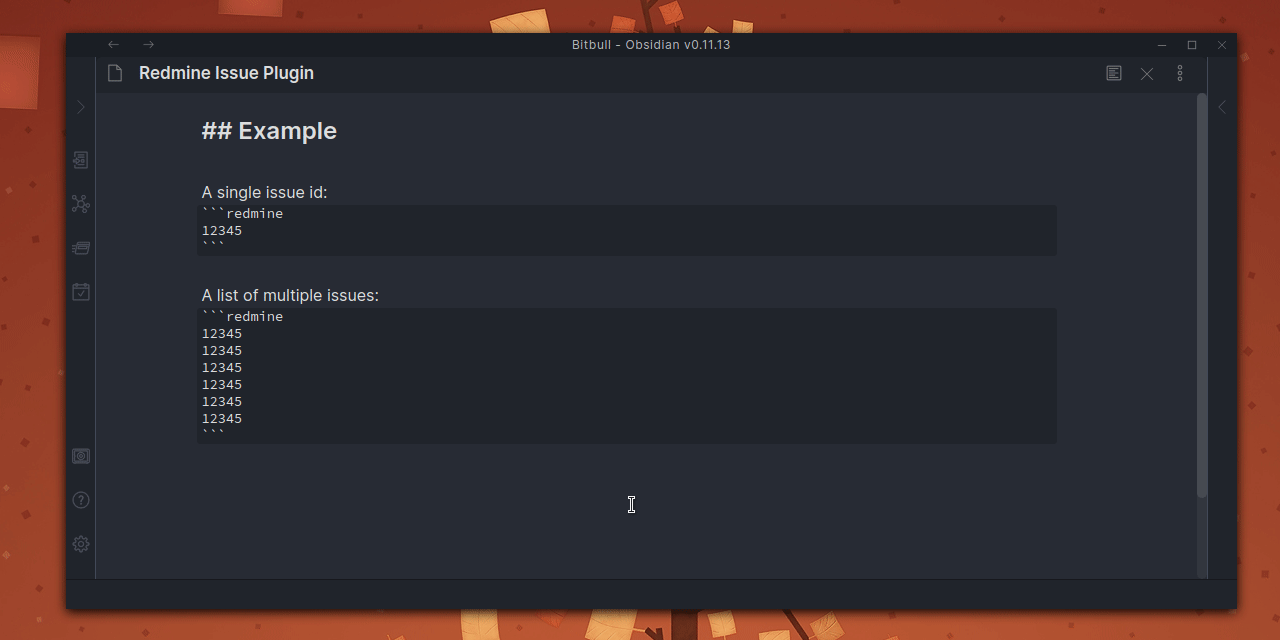 Bitbull - Obsidian v0.11.13
Redmine Issue Plugin
## Example
A single issue id:
```redmine
12345
```
A list of multiple issues:
```redmine
12345
12345
12345
12345
12345
12345
```